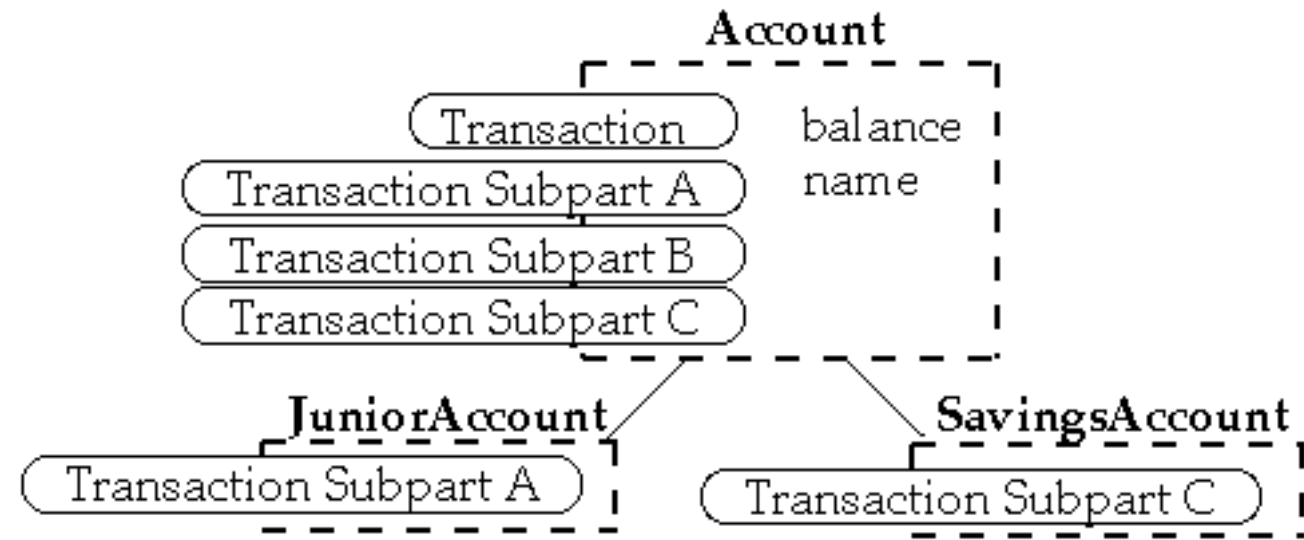 Account
Transaction balance
Transaction Subpart A name
Transaction Subpart B
Transaction Subpart C
JuniorAccount SavingsAccount
Transaction Subpart A Transaction Subpart C